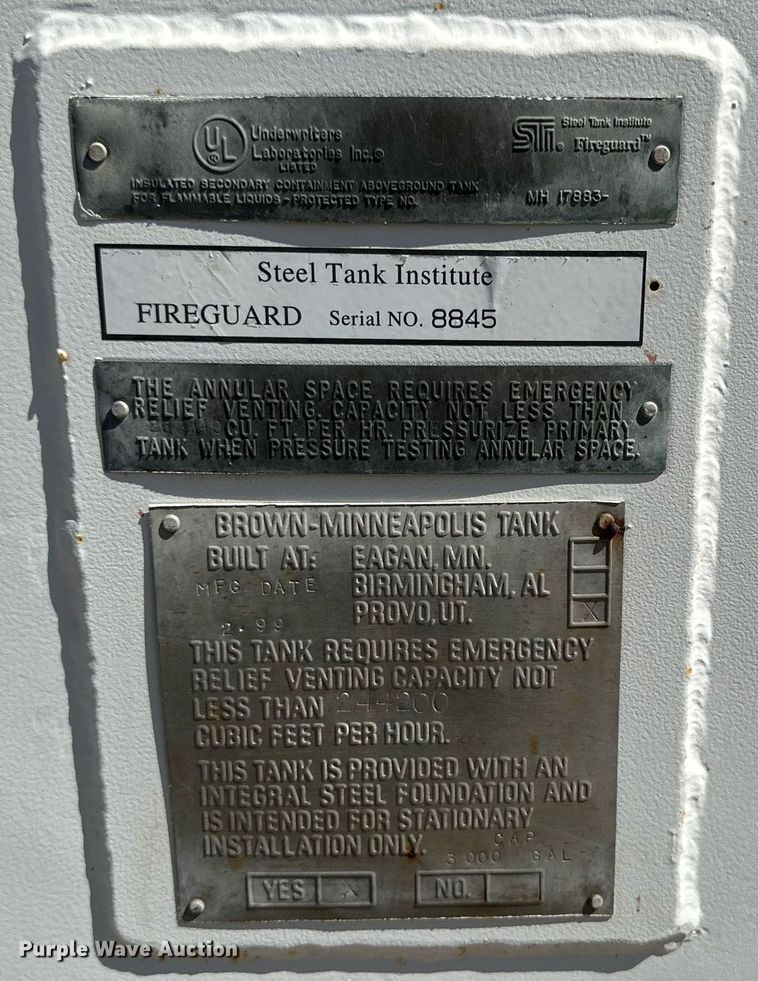 UL
®
Underwriters
Laboratories Inc.®
LISTED
STI®
Steel Tank Institute
Fireguard™
INSULATED SECONDARY CONTAINMENT ABOVEGROUND TANK
FOR FLAMMABLE LIQUIDS - PROTECTED TYPE NO.
MH 17883-
Steel Tank Institute
FIREGUARD Serial NO. 8845
THE ANNULAR SPACE REQUIRES EMERGENCY
RELIEF VENTING. CAPACITY NOT LESS THAN
CU. FT. PER HR. PRESSURIZE PRIMARY
TANK WHEN PRESSURE TESTING ANNULAR SPACE.
BROWN-MINNEAPOLIS TANK
BUILT AT: EAGAN, MN.
MFG DATE BIRMINGHAM, AL
PROVO, UT. X
2.99
THIS TANK REQUIRES EMERGENCY
RELIEF VENTING CAPACITY NOT
LESS THAN 244200
CUBIC FEET PER HOUR.
THIS TANK IS PROVIDED WITH AN
INTEGRAL STEEL FOUNDATION AND
IS INTENDED FOR STATIONARY
INSTALLATION ONLY. CAP
3000 GAL
YES X NO.
Purple Wave Auction